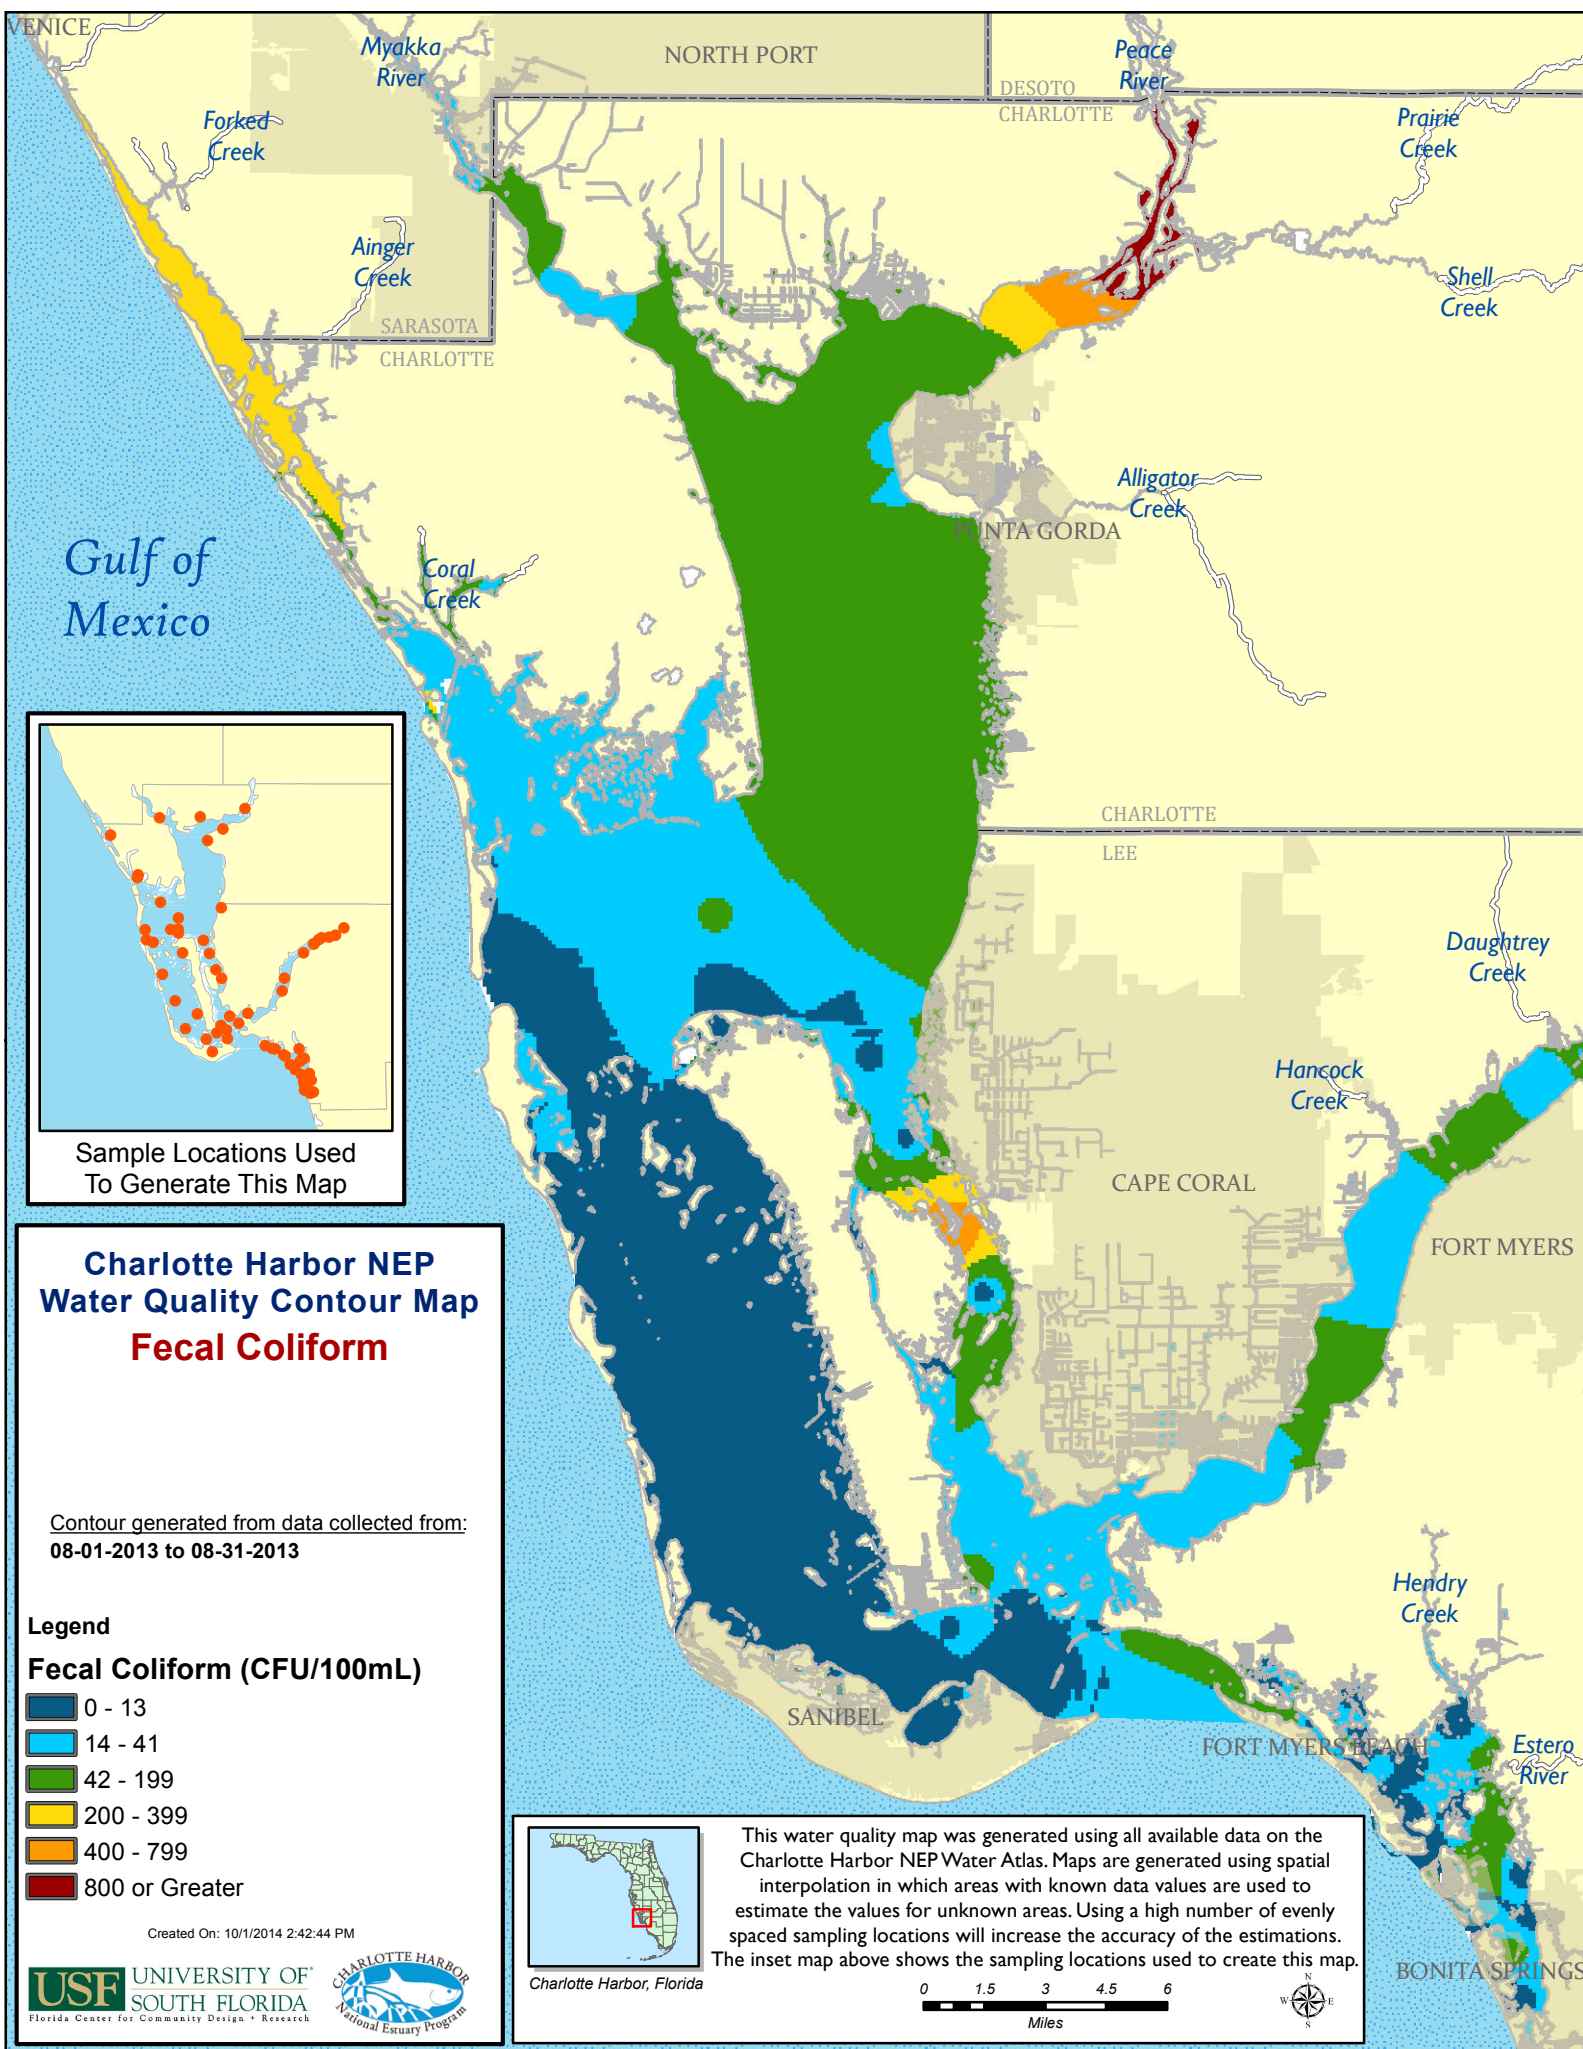 VENICE
Myakka
River
NORTH PORT
Peace
River
DESOTO
CHARLOTTE
Forked
Creek
Prairie
Creek
Ainger
Creek
Shell
Creek
SARASOTA
CHARLOTTE
Alligator
Creek
PUNTA GORDA
Gulf of
Mexico
Coral
Creek
CHARLOTTE
LEE
Daughtrey
Creek
Hancock
Creek
CAPE CORAL
FORT MYERS
Sample Locations Used
To Generate This Map
Charlotte Harbor NEP
Water Quality Contour Map
Fecal Coliform
Contour generated from data collected from:
08-01-2013 to 08-31-2013
Hendry
Creek
SANIBEL
FORT MYERS BEACH
Estero
River
BONITA SPRINGS
Legend
Fecal Coliform (CFU/100mL)
0 - 13
14 - 41
42 - 199
200 - 399
400 - 799
800 or Greater
Created On: 10/1/2014 2:42:44 PM
USF UNIVERSITY OF
SOUTH FLORIDA
Florida Center for Community Design + Research
CHARLOTTE HARBOR
National Estuary Program
Charlotte Harbor, Florida
This water quality map was generated using all available data on the
Charlotte Harbor NEP Water Atlas. Maps are generated using spatial
interpolation in which areas with known data values are used to
estimate the values for unknown areas. Using a high number of evenly
spaced sampling locations will increase the accuracy of the estimations.
The inset map above shows the sampling locations used to create this map.
0 1.5 3 4.5 6
Miles
N
W E
S